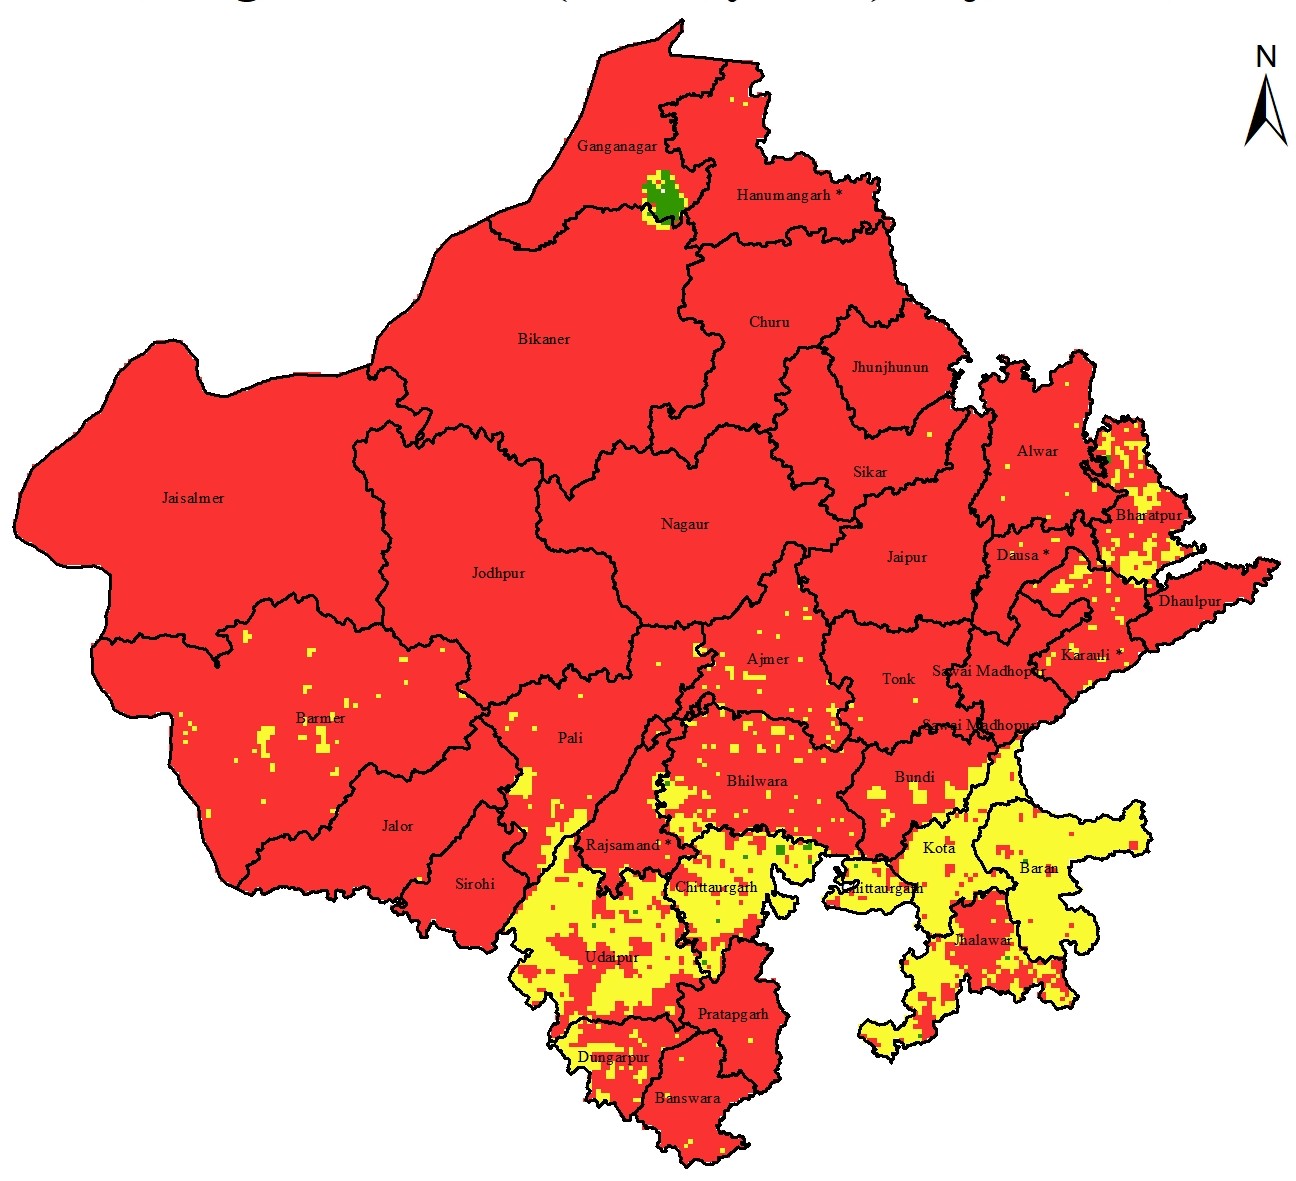 N
Ganganagar
Hanumangarh *
Churu
Bikaner
Jhunjhunun
Alwar
Sikar
Jaisalmer
Bharatpur
Nagaur
Jaipur
Dausa *
Jodhpur
Dhaulpur
Karauli *
Ajmer
Sawai Madhopur
Tonk
Barmer
Sawai Madhopur
Pali
Bundi
Bhilwara
Jalor
Rajsamand *
Kota
Baran
Sirohi
Chittaurgarh
Chittaurgarh
Jhalawar
Udaipur
Pratapgarh
Dungarpur
Banswara